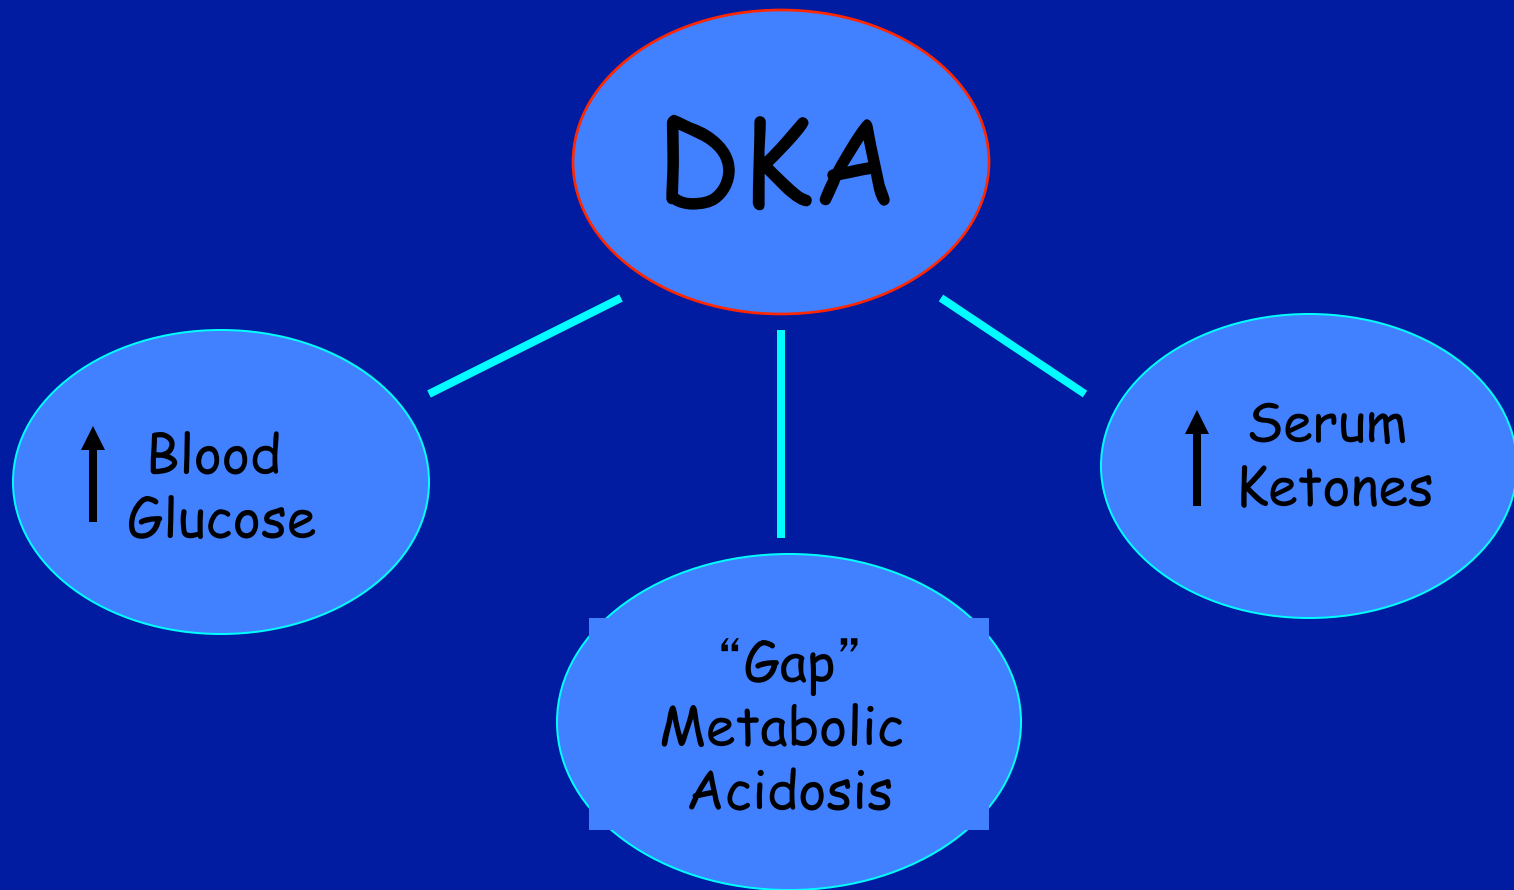 DKA
Blood
Glucose
Serum
Ketones
“Gap”
Metabolic
Acidosis